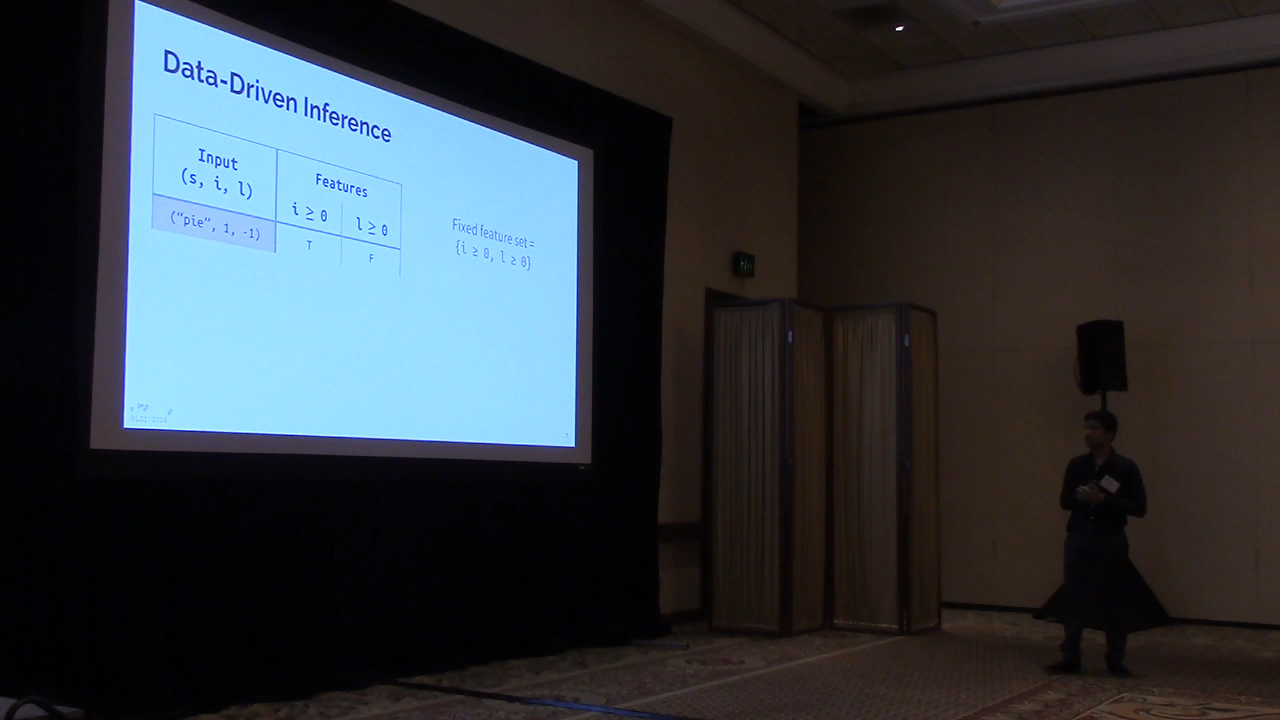 Data-Driven Inference
Input
(s, i, l)
Features
i ≥ 0
l ≥ 0
("pie", 1, -1)
T
F
Fixed feature set =
{i ≥ 0, l ≥ 0}